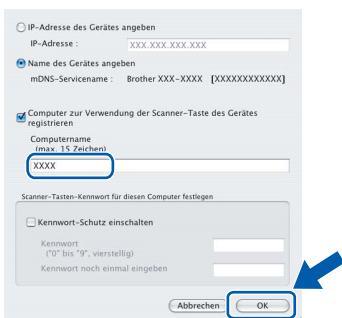 IP-Adresse des Gerätes angeben
IP-Adresse : XXX.XXX.XXX.XXX
Name des Gerätes angeben
mDNS-Servicename : Brother XXX-XXXX [XXXXXXXXXXXX]
Computer zur Verwendung der Scanner-Taste des Gerätes
registrieren
Computername
(max. 15 Zeichen)
XXXX
Scanner-Tasten-Kennwort für diesen Computer festlegen
Kennwort-Schutz einschalten
Kennwort
("0" bis "9", vierstellig)
Kennwort noch einmal eingeben
Abbrechen OK